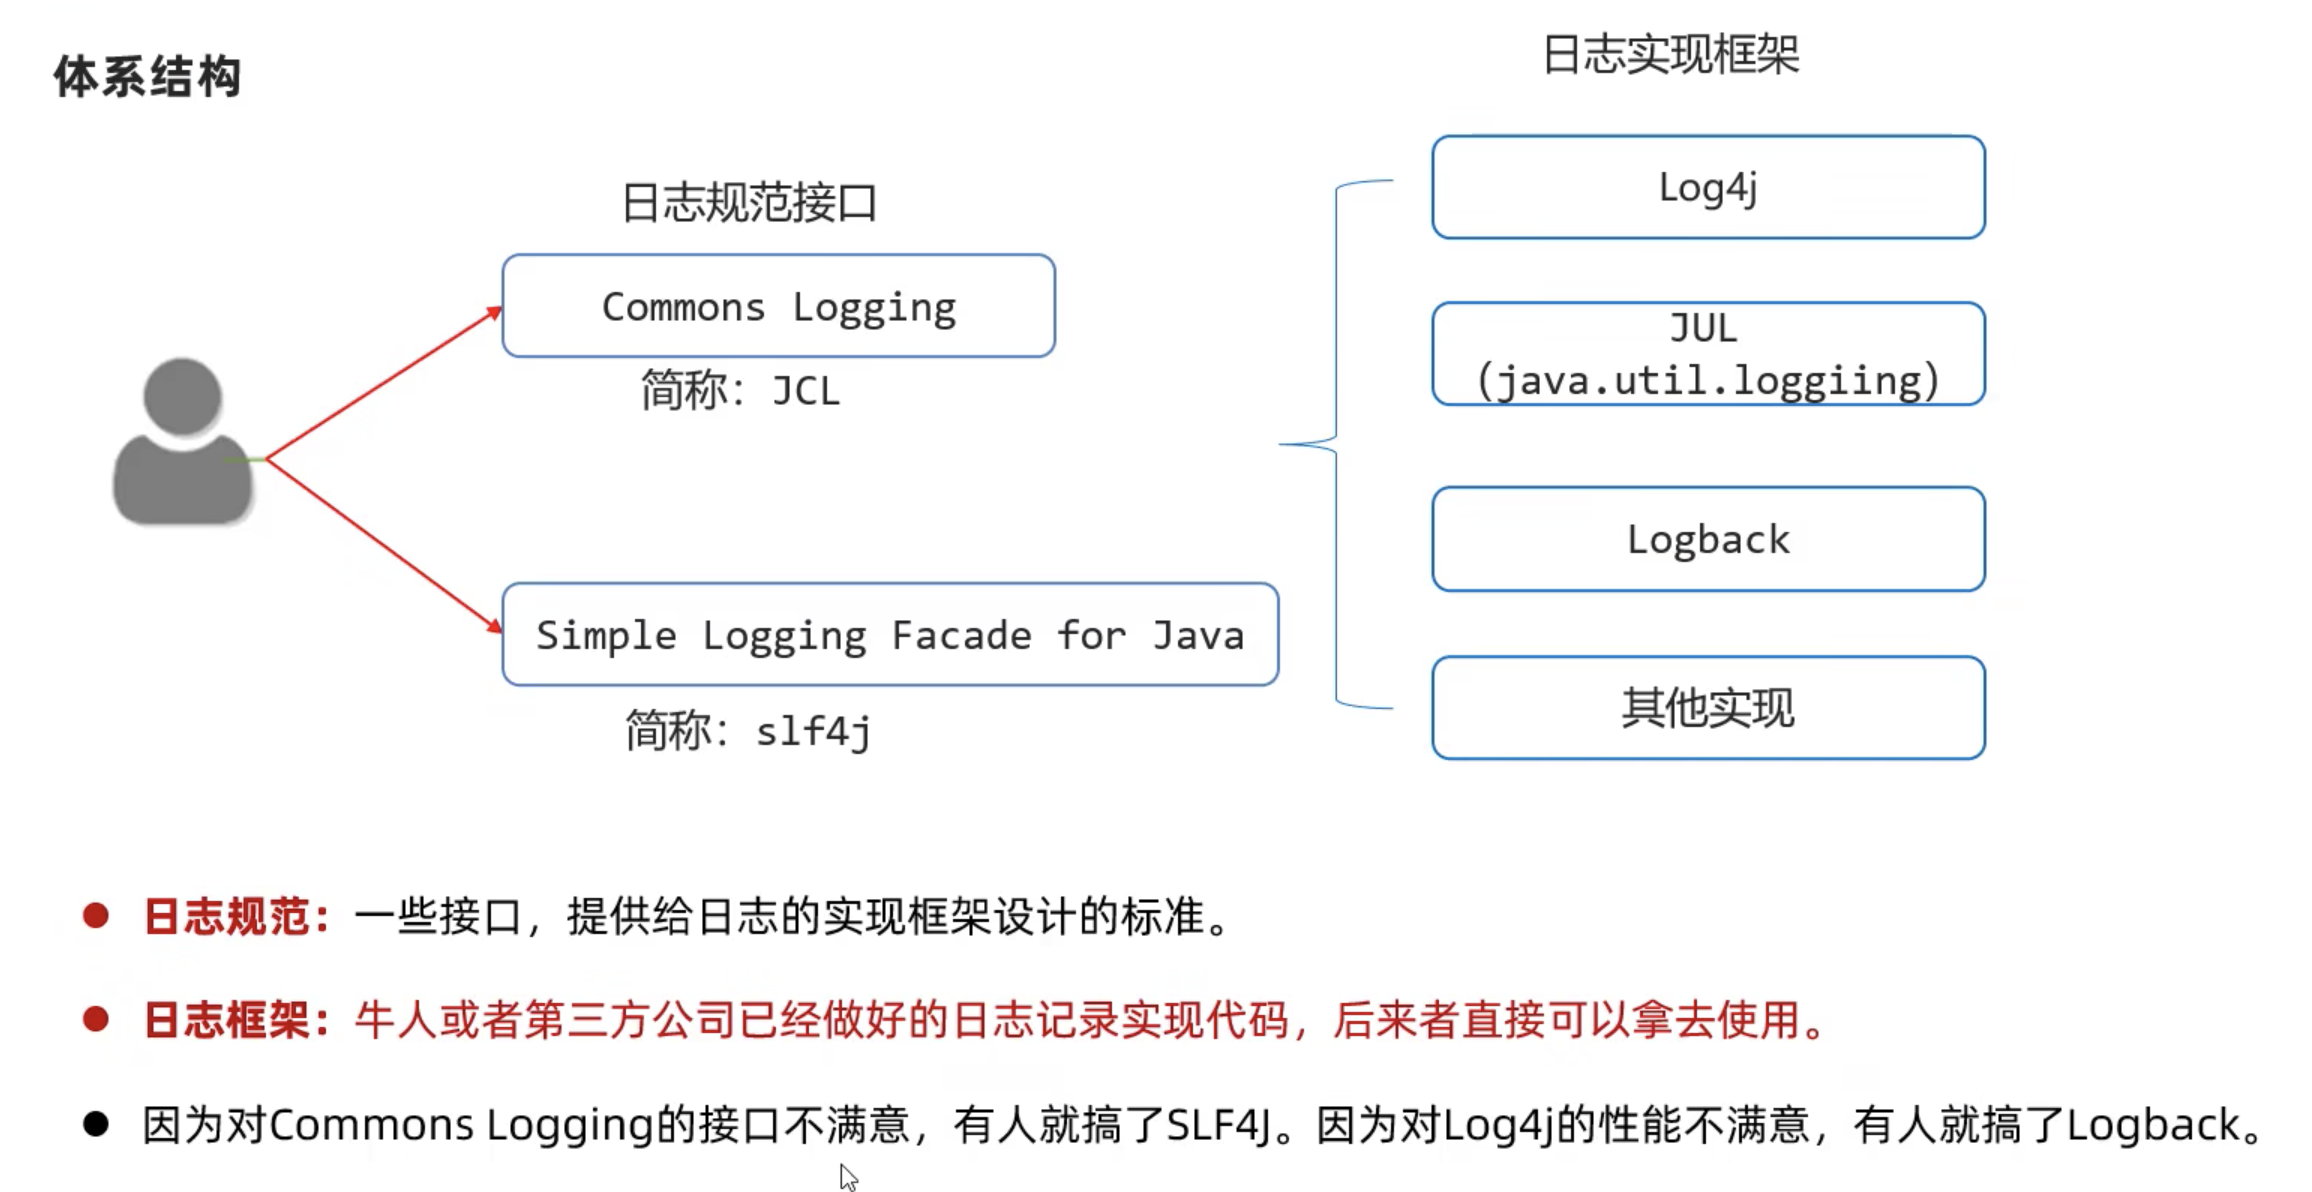 体系结构
日志规范接口
Commons Logging
简称：JCL
Simple Logging Facade for Java
简称：slf4j
日志实现框架
Log4j
JUL
(java.util.loggiing)
Logback
其他实现
日志规范：一些接口，提供给日志的实现框架设计的标准。
日志框架：牛人或者第三方公司已经做好的日志记录实现代码，后来者直接可以拿去使用。
因为对Commons Logging的接口不满意，有人就搞了SLF4J。因为对Log4j的性能不满意，有人就搞了Logback。